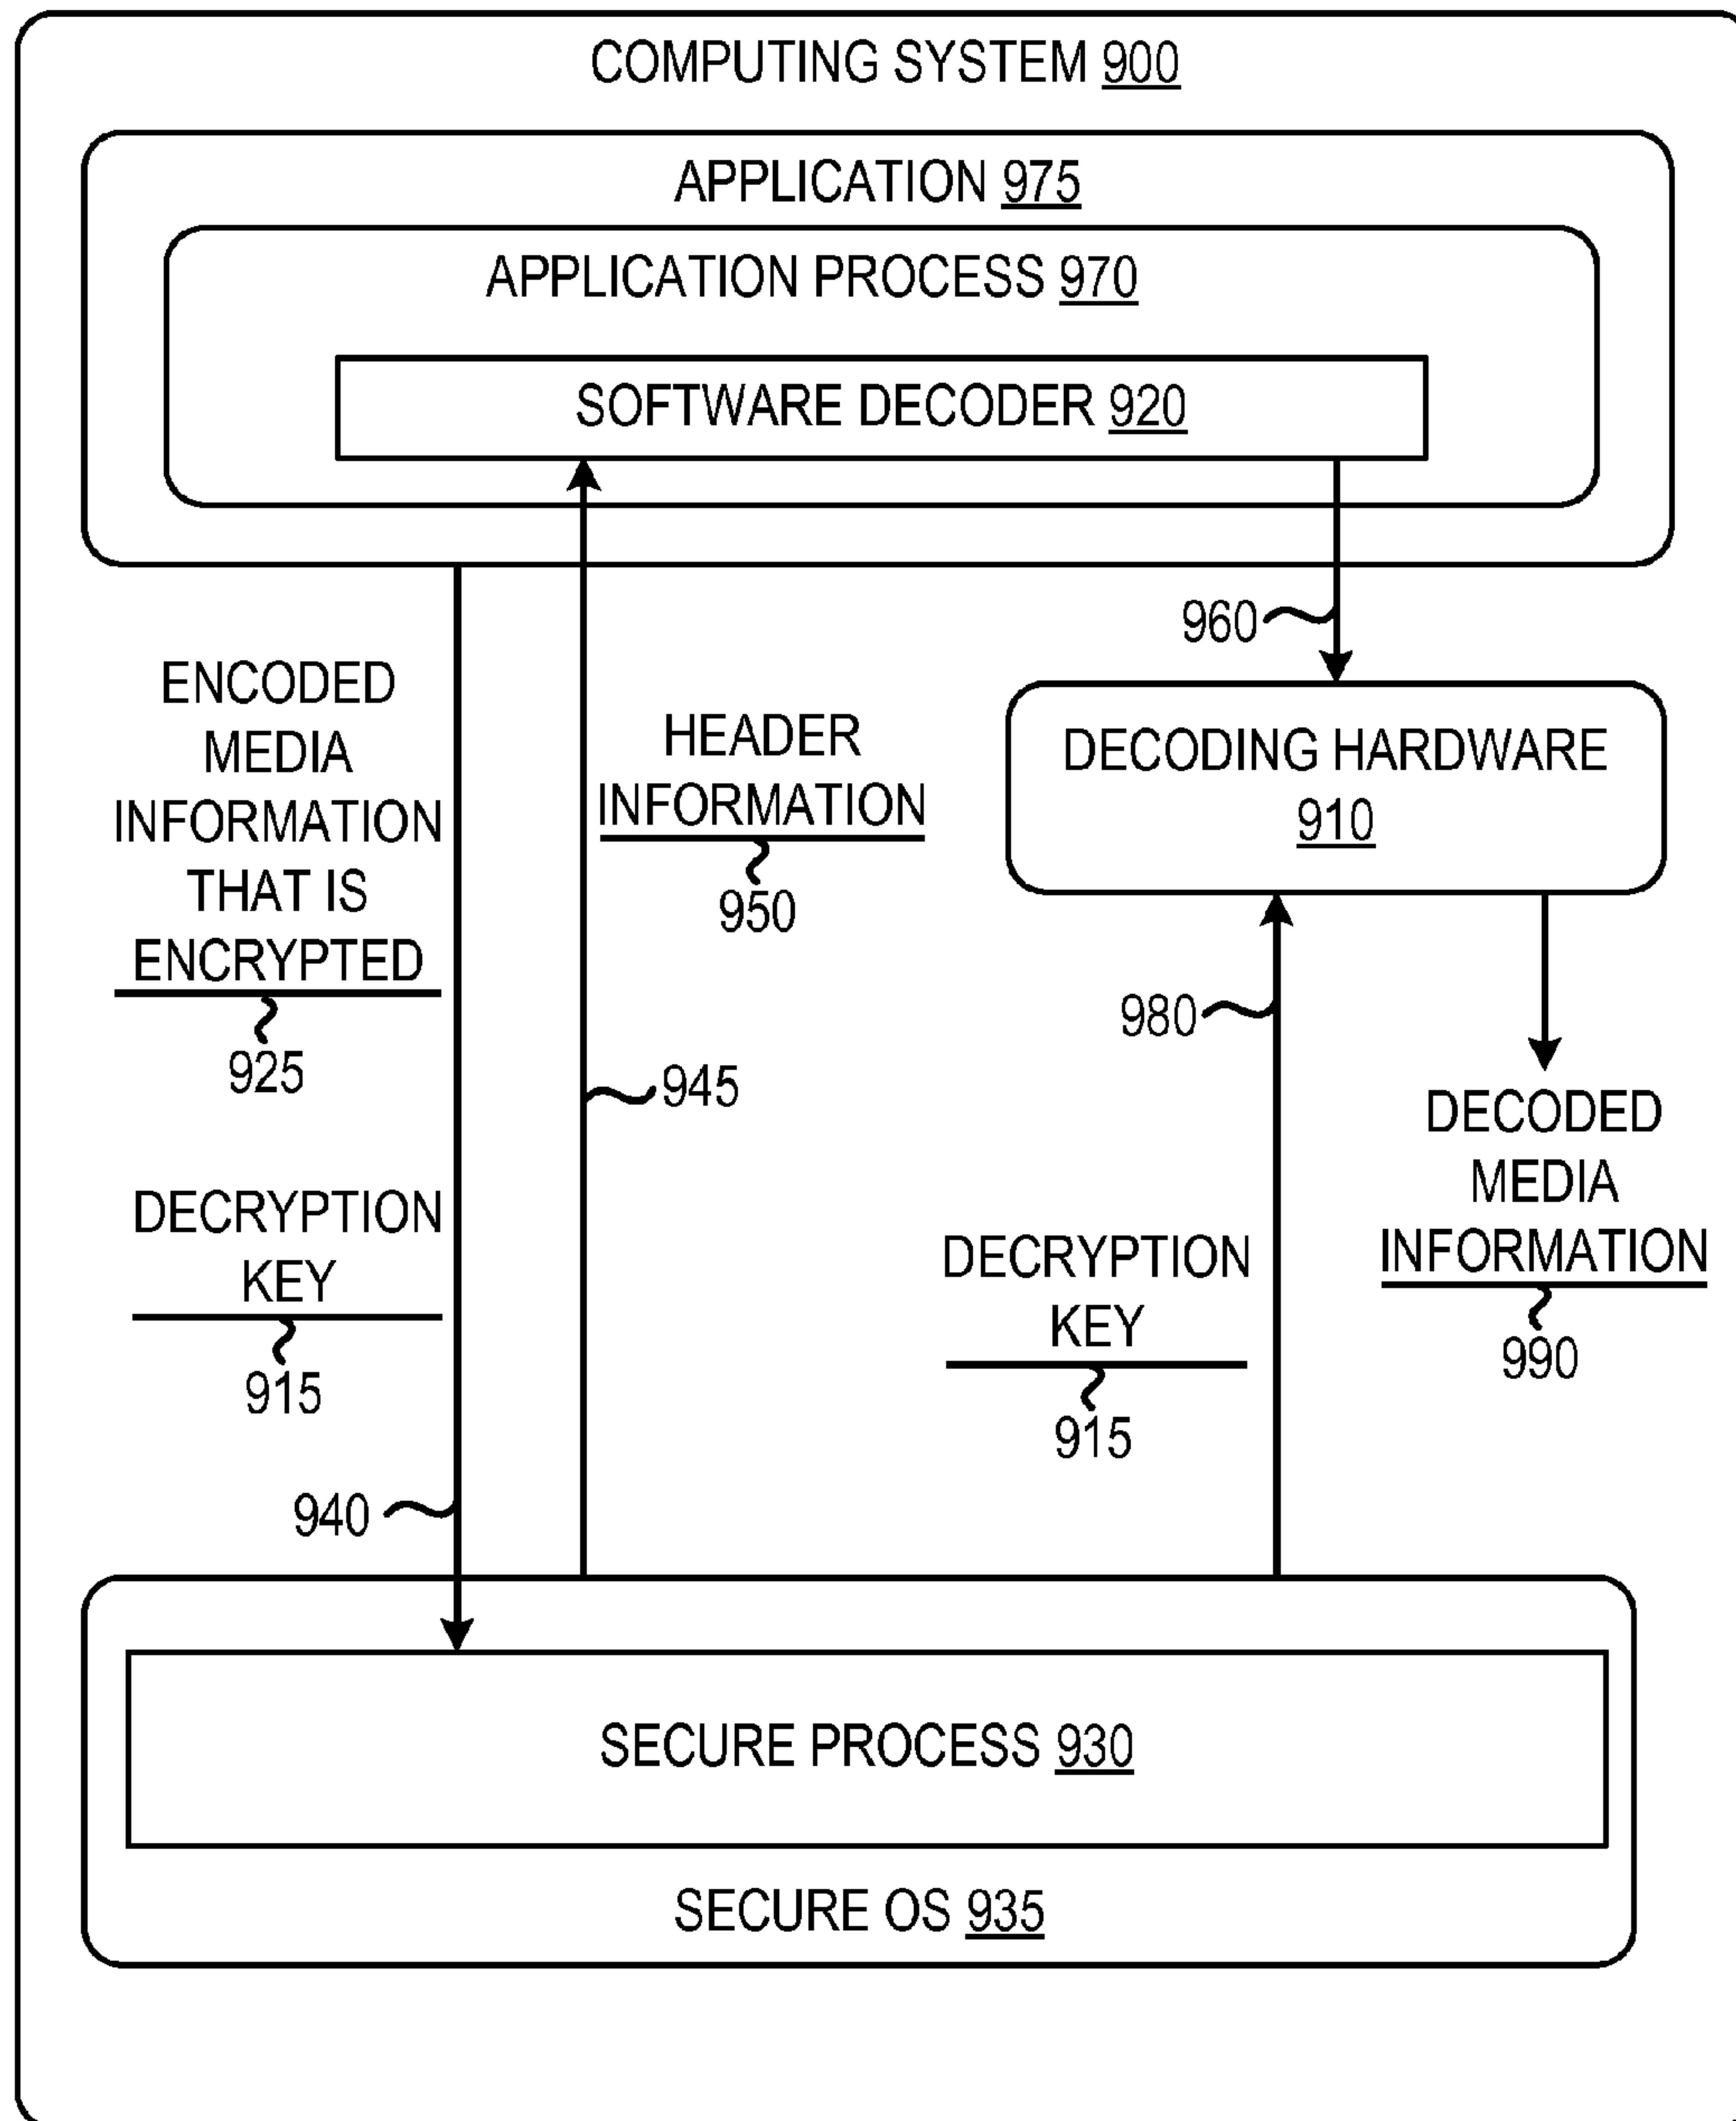 COMPUTING SYSTEM 900
APPLICATION 975
APPLICATION PROCESS 970
SOFTWARE DECODER 920
960
ENCODED
MEDIA
INFORMATION
THAT IS
ENCRYPTED
925
HEADER
INFORMATION
950
DECODING HARDWARE
910
980
945
DECODED
MEDIA
INFORMATION
990
DECRYPTION
KEY
915
DECRYPTION
KEY
915
940
SECURE PROCESS 930
SECURE OS 935